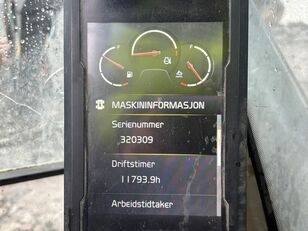 MASKININFORMASJON
Serienummer
320309
Driftstimer
11793.9h
Arbeidstidtaker